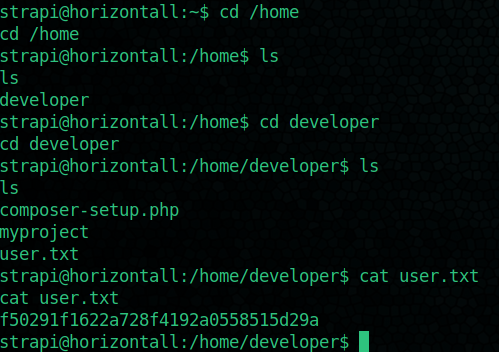 strapi@horizontall:~$ cd /home
cd /home
strapi@horizontall:/home$ ls
ls
developer
strapi@horizontall:/home$ cd developer
cd developer
strapi@horizontall:/home/developer$ ls
ls
composer-setup.php
myproject
user.txt
strapi@horizontall:/home/developer$ cat user.txt
cat user.txt
f50291f1622a728f4192a0558515d29a
strapi@horizontall:/home/developer$